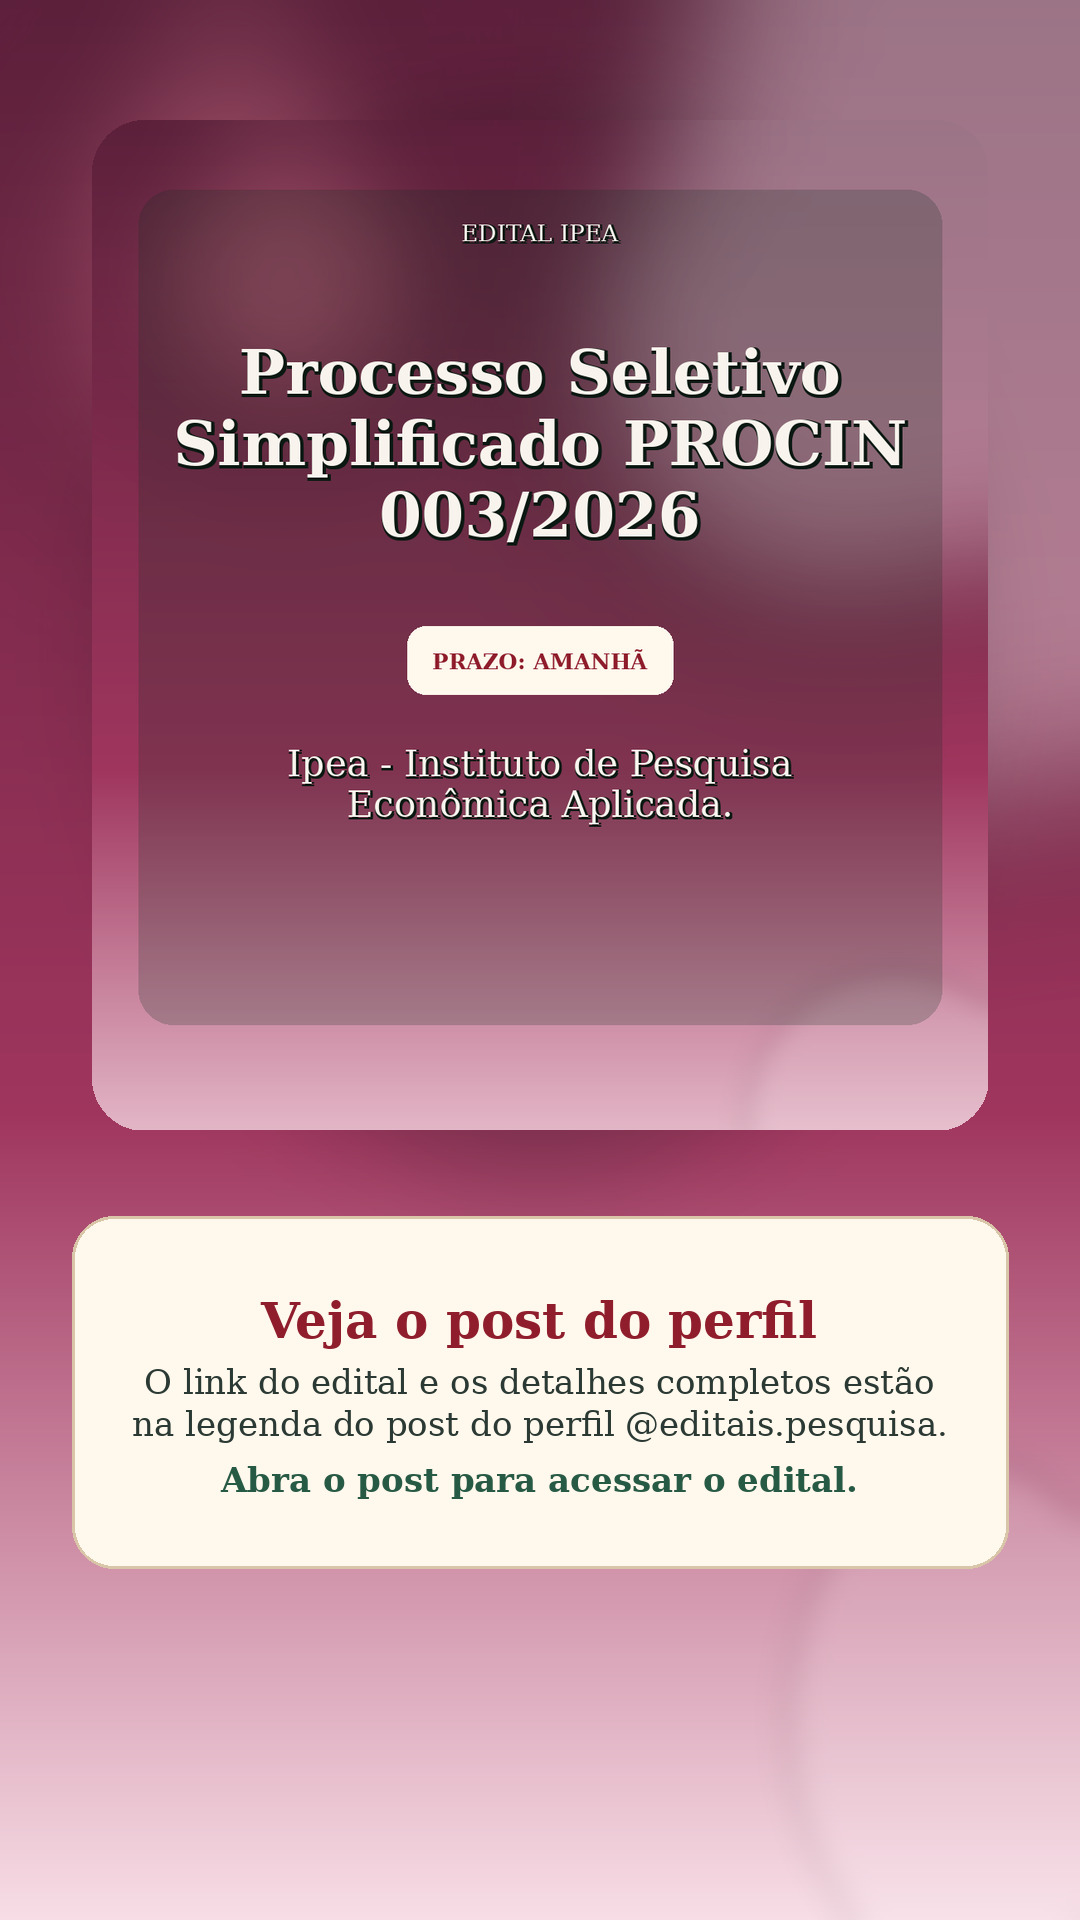 EDITAL IPEA
Processo Seletivo
Simplificado PROCIN
003/2026
PRAZO: AMANHÃ
Ipea - Instituto de Pesquisa
Econômica Aplicada.
Veja o post do perfil
O link do edital e os detalhes completos estão
na legenda do post do perfil @editais.pesquisa.
Abra o post para acessar o edital.